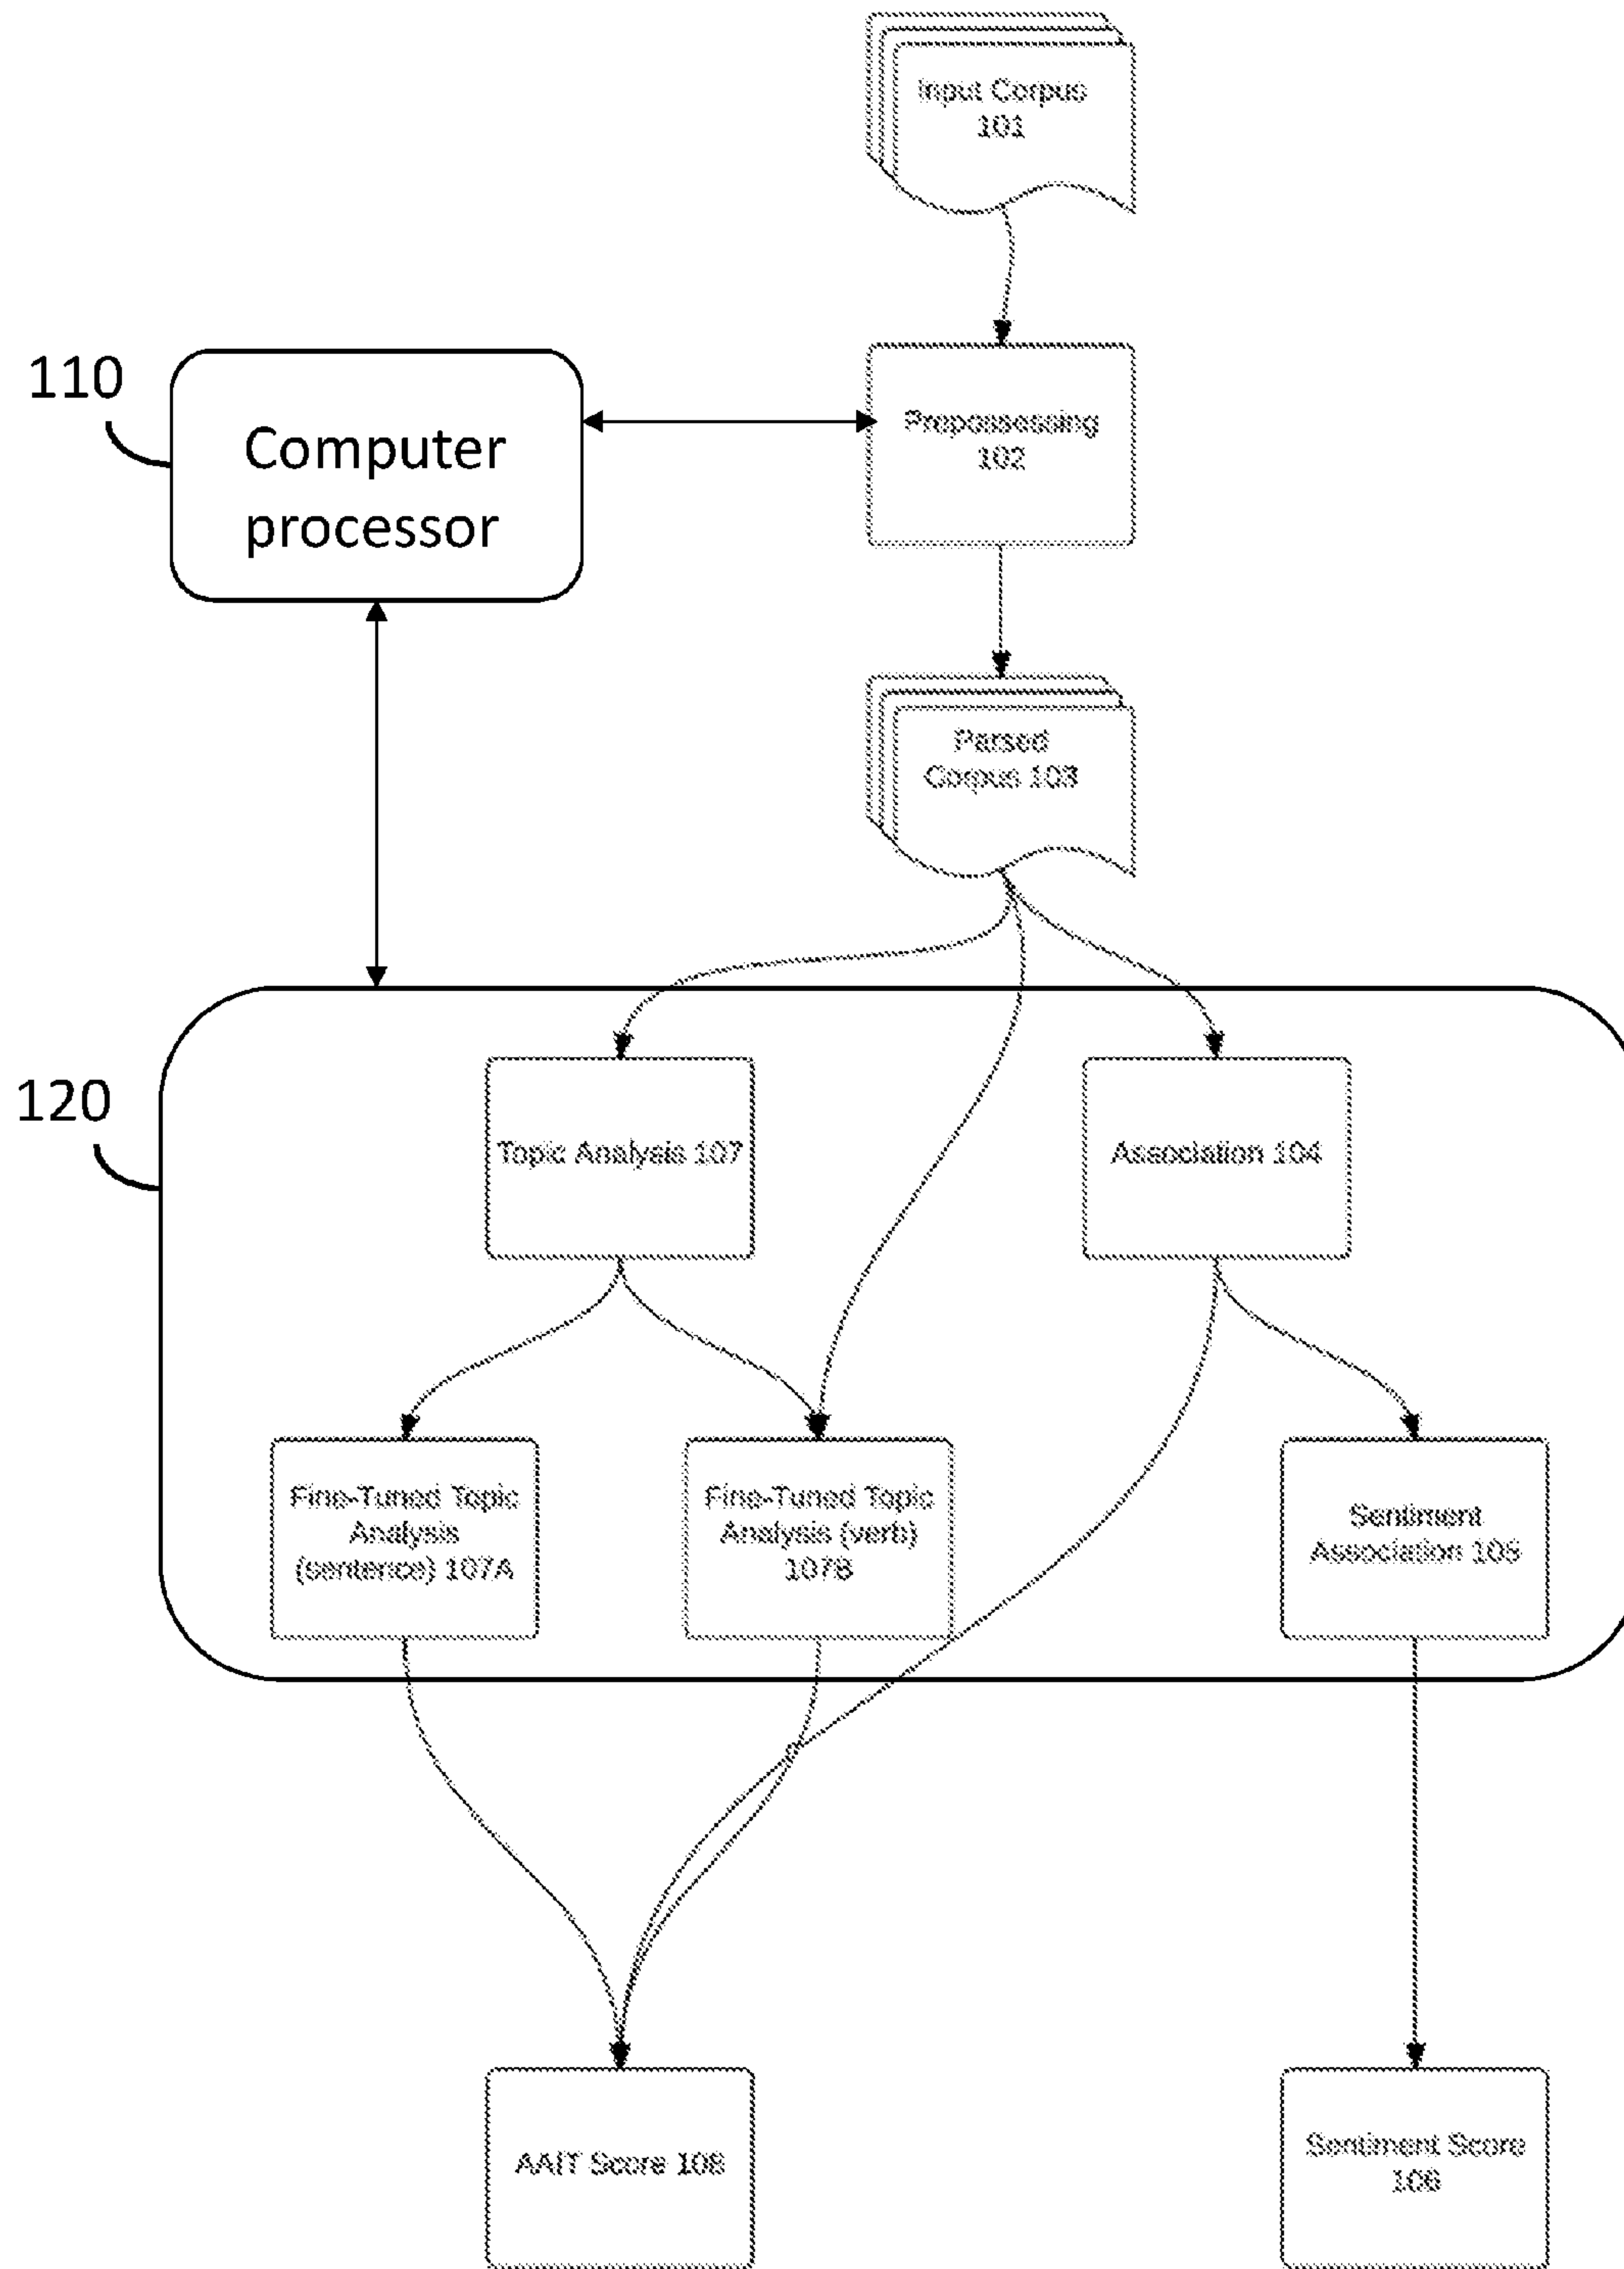 Input Corpus
101
110
Computer
processor
Prepossessing
102
Parsed
Corpus 103
120
Topic Analysis 107
Association 104
Fine-Tuned Topic
Analysis
(sentence) 107A
Fine-Tuned Topic
Analysis (verb)
107B
Sentiment
Association 105
AAIT Score 108
Sentiment Score
106